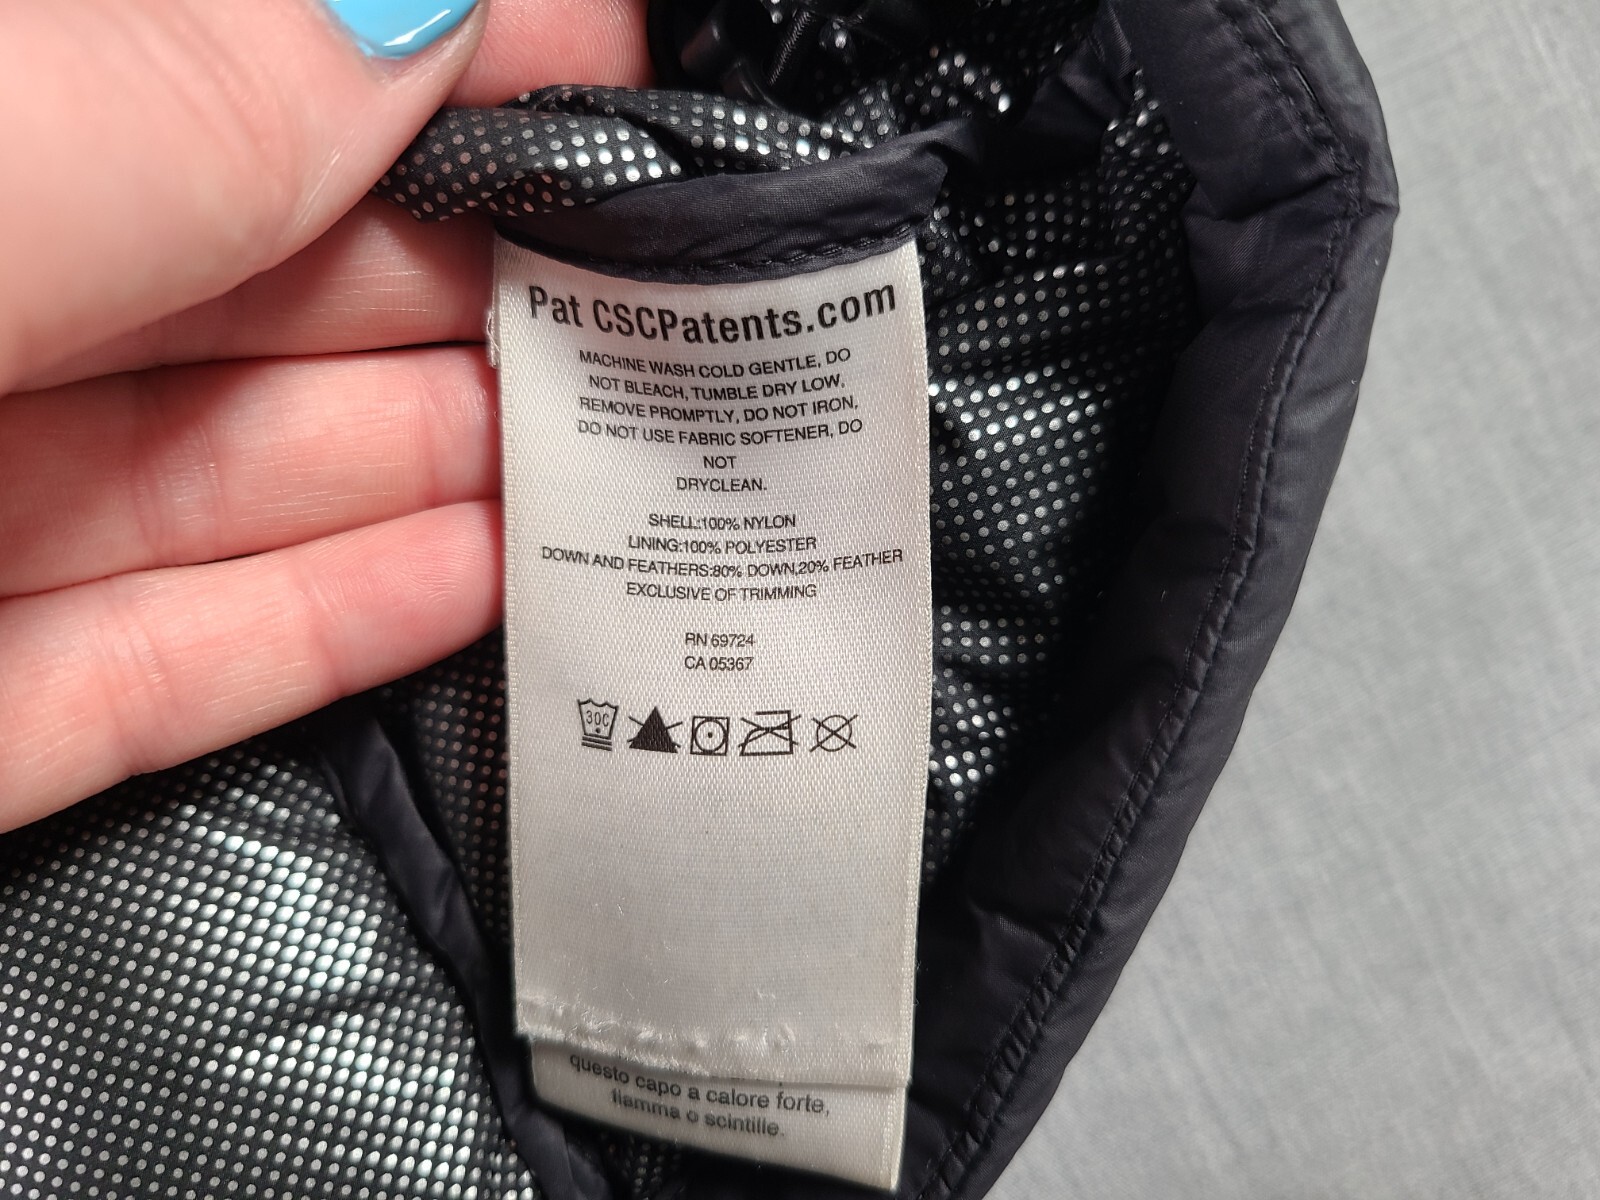 Pat CSCPatents.com
MACHINE WASH COLD GENTLE, DO
NOT BLEACH, TUMBLE DRY LOW,
REMOVE PROMPTLY, DO NOT IRON,
DO NOT USE FABRIC SOFTENER, DO
NOT
DRYCLEAN.
SHELL:100% NYLON
LINING:100% POLYESTER
DOWN AND FEATHERS:80% DOWN,20% FEATHER
EXCLUSIVE OF TRIMMING
RN 69724
CA 05367
30C
questo capo a calore forte,
fiamma o scintille.